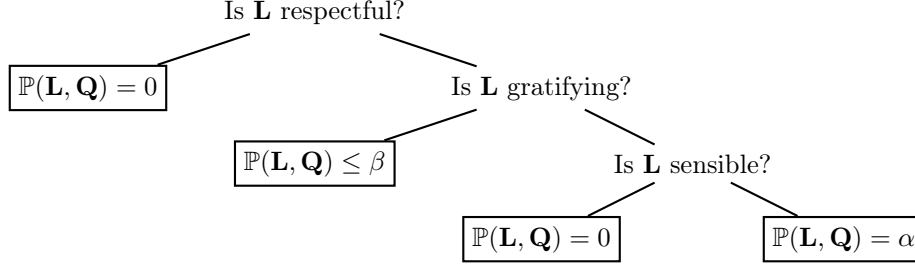 Is L respectful?
ℙ(L, Q) = 0
Is L gratifying?
ℙ(L, Q) ≤ β
Is L sensible?
ℙ(L, Q) = 0
ℙ(L, Q) = α